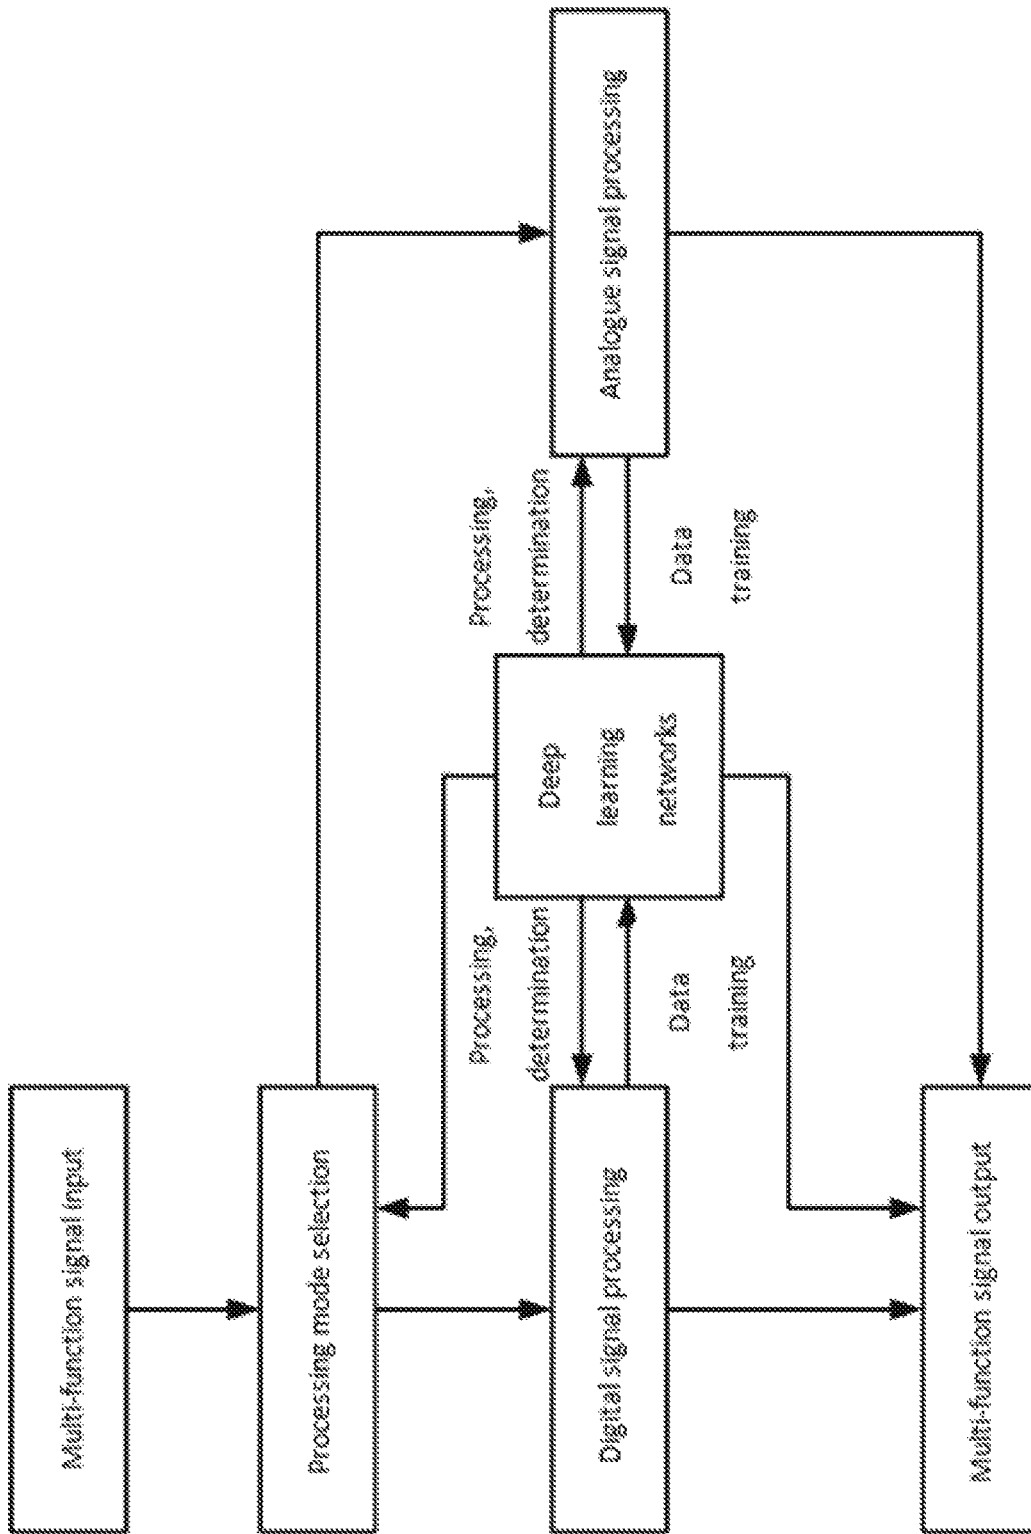 Multi-function signal input
Processing mode selection
Processing,
determination
Processing,
determination
Digital signal processing
Deep
learning
networks
Analogue signal processing
Data
training
Data
training
Multi-function signal output